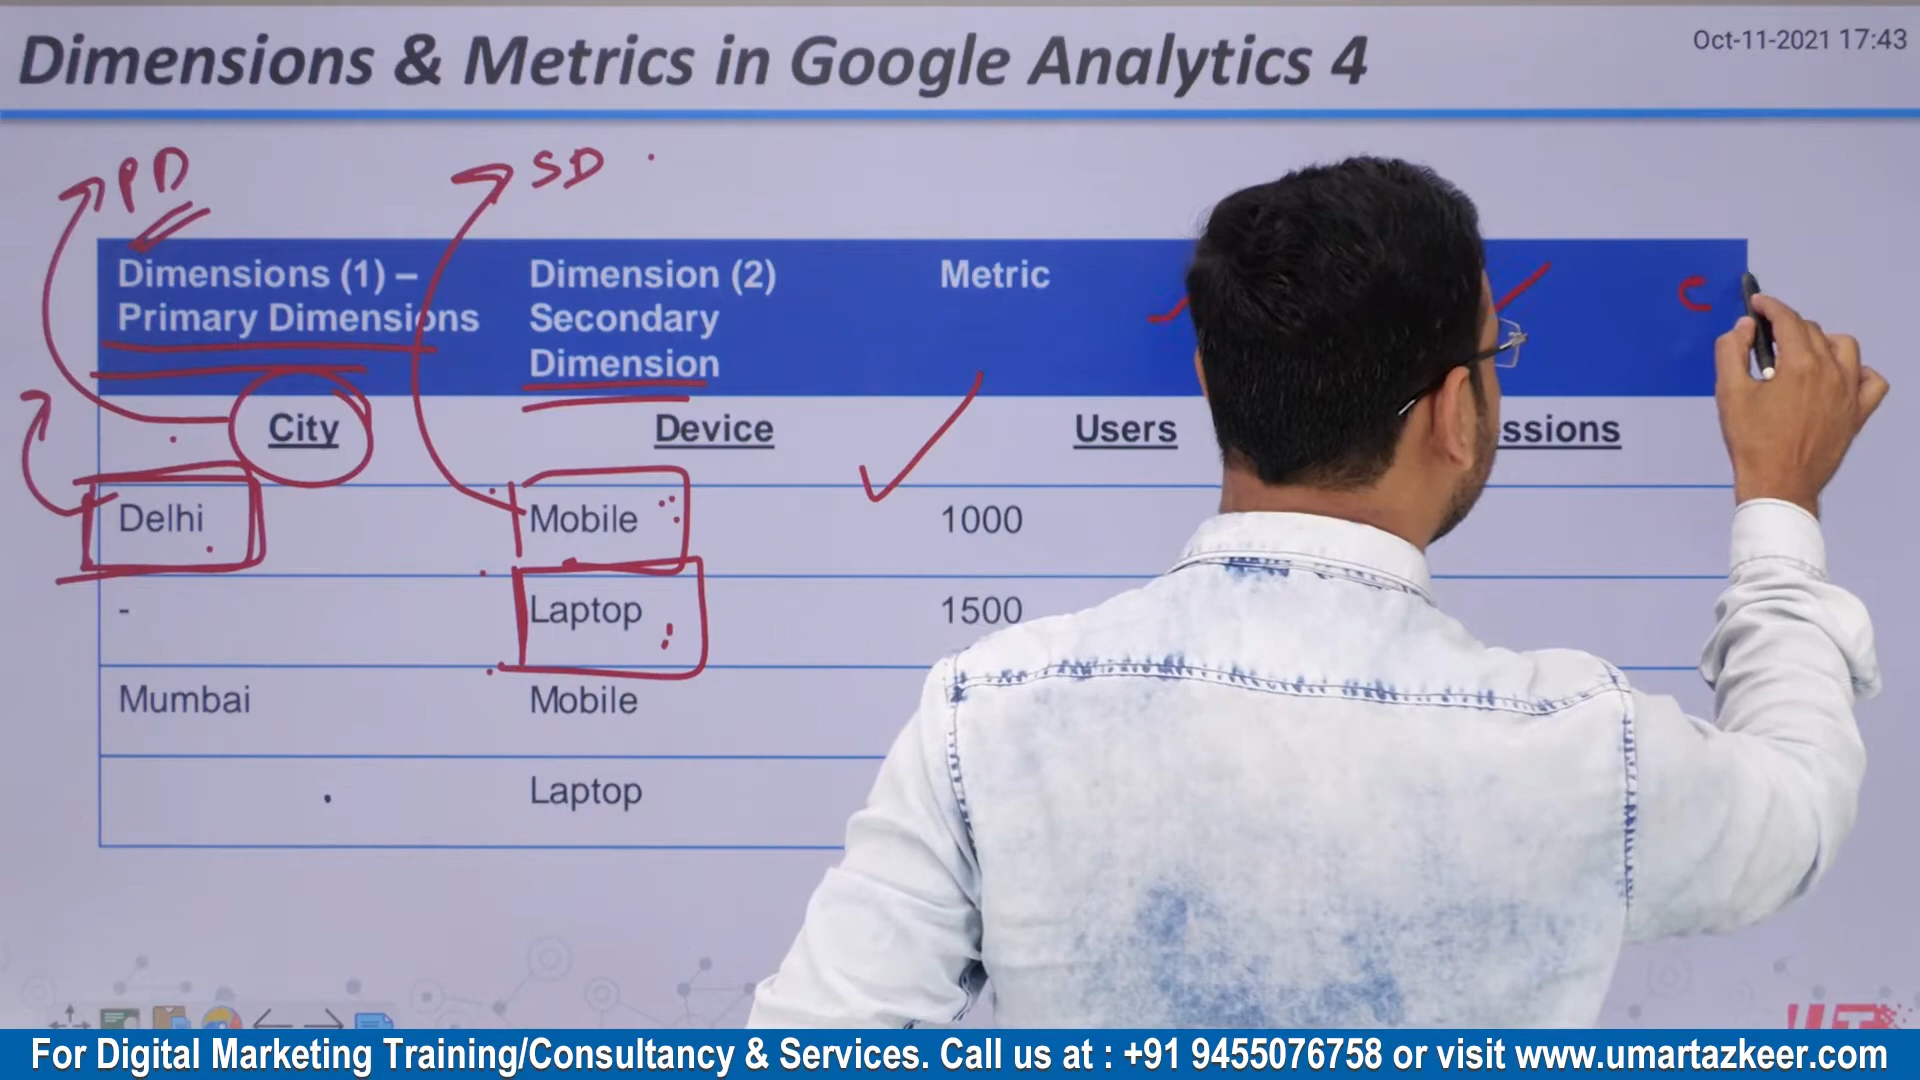 Dimensions & Metrics in Google Analytics 4
Oct-11-2021 17:43
PD
SD
Dimensions (1) –
Primary Dimensions
Dimension (2)
Secondary
Dimension
Metric
C
City
Device
Users
ssions
Delhi
Mobile
1000
-
Laptop
1500
Mumbai
Mobile
Laptop
For Digital Marketing Training/Consultancy & Services. Call us at : +91 9455076758 or visit www.umartazkeer.com